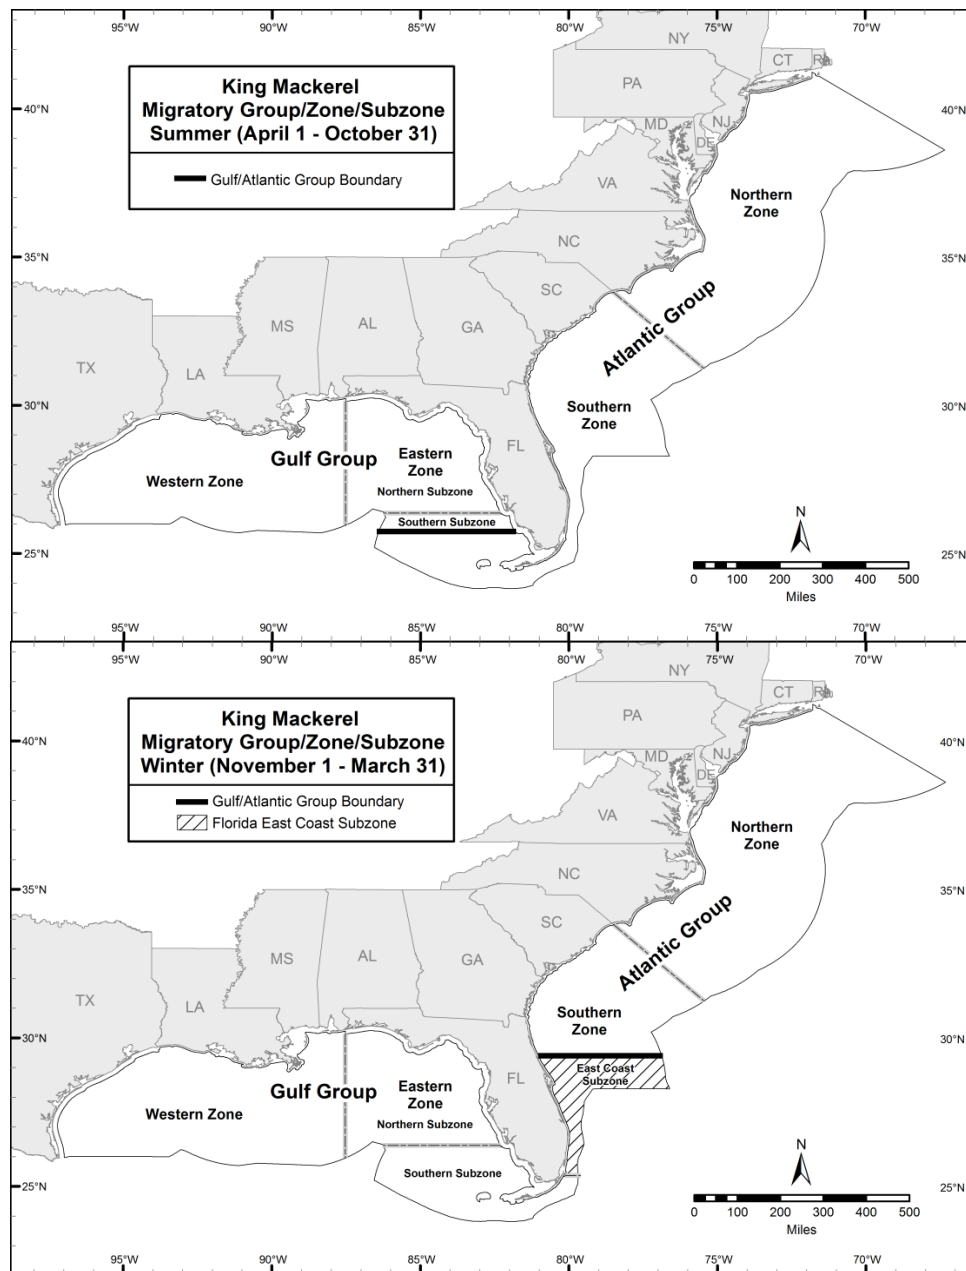 95°W 90°W 85°W 80°W 75°W 70°W
King Mackerel
Migratory Group/Zone/Subzone
Summer (April 1 - October 31)
Gulf/Atlantic Group Boundary
NY
CT
PA
40°N
40°N
NJ
MD
DE
VA
Northern
Zone
NC
35°N
35°N
SC
MS
AL
GA
Atlantic Group
TX
LA
30°N
30°N
Southern
Zone
FL
Gulf Group
Eastern
Zone
Western Zone
Northern Subzone
Southern Subzone
N
25°N
25°N
0 100 200 300 400 500
Miles
95°W 90°W 85°W 80°W 75°W 70°W
95°W 90°W 85°W 80°W 75°W 70°W
King Mackerel
Migratory Group/Zone/Subzone
Winter (November 1 - March 31)
Gulf/Atlantic Group Boundary
Florida East Coast Subzone
NY
CT
PA
40°N
40°N
NJ
MD
DE
VA
Northern
Zone
NC
35°N
35°N
SC
MS
AL
GA
Atlantic Group
TX
LA
Southern
Zone
30°N
30°N
East Coast
Subzone
FL
Gulf Group
Eastern
Zone
Western Zone
Northern Subzone
Southern Subzone
N
25°N
25°N
0 100 200 300 400 500
Miles
95°W 90°W 85°W 80°W 75°W 70°W